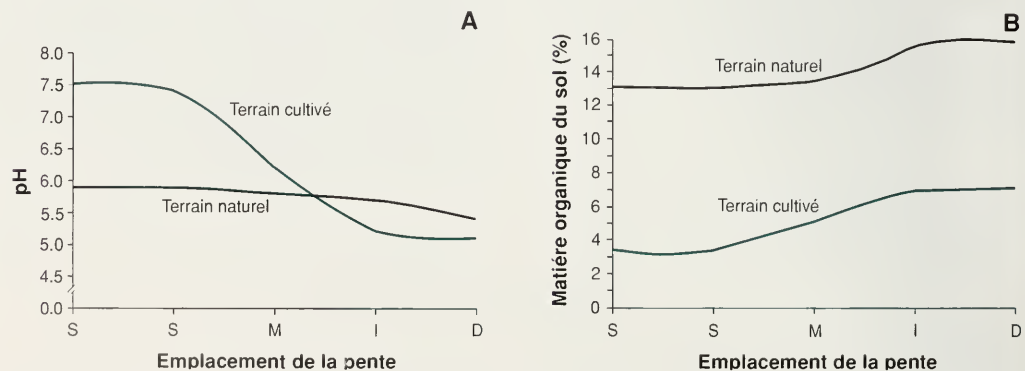 A
pH
8.0
7.5
7.0
6.5
6.0
5.5
5.0
4.5
0.0
Terrain cultivé
Terrain naturel
S S M I D
Emplacement de la pente
B
Matiére organique du sol (%)
16
14
12
10
8
6
4
2
0
Terrain naturel
Terrain cultivé
S S M I D
Emplacement de la pente